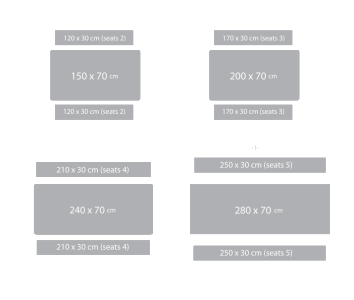 120 x 30 cm (seats 2)
170 x 30 cm (seats 3)
150 x 70 cm
200 x 70 cm
120 x 30 cm (seats 2)
170 x 30 cm (seats 3)
210 x 30 cm (seats 4)
250 x 30 cm (seats 5)
240 x 70 cm
280 x 70 cm
210 x 30 cm (seats 4)
250 x 30 cm (seats 5)